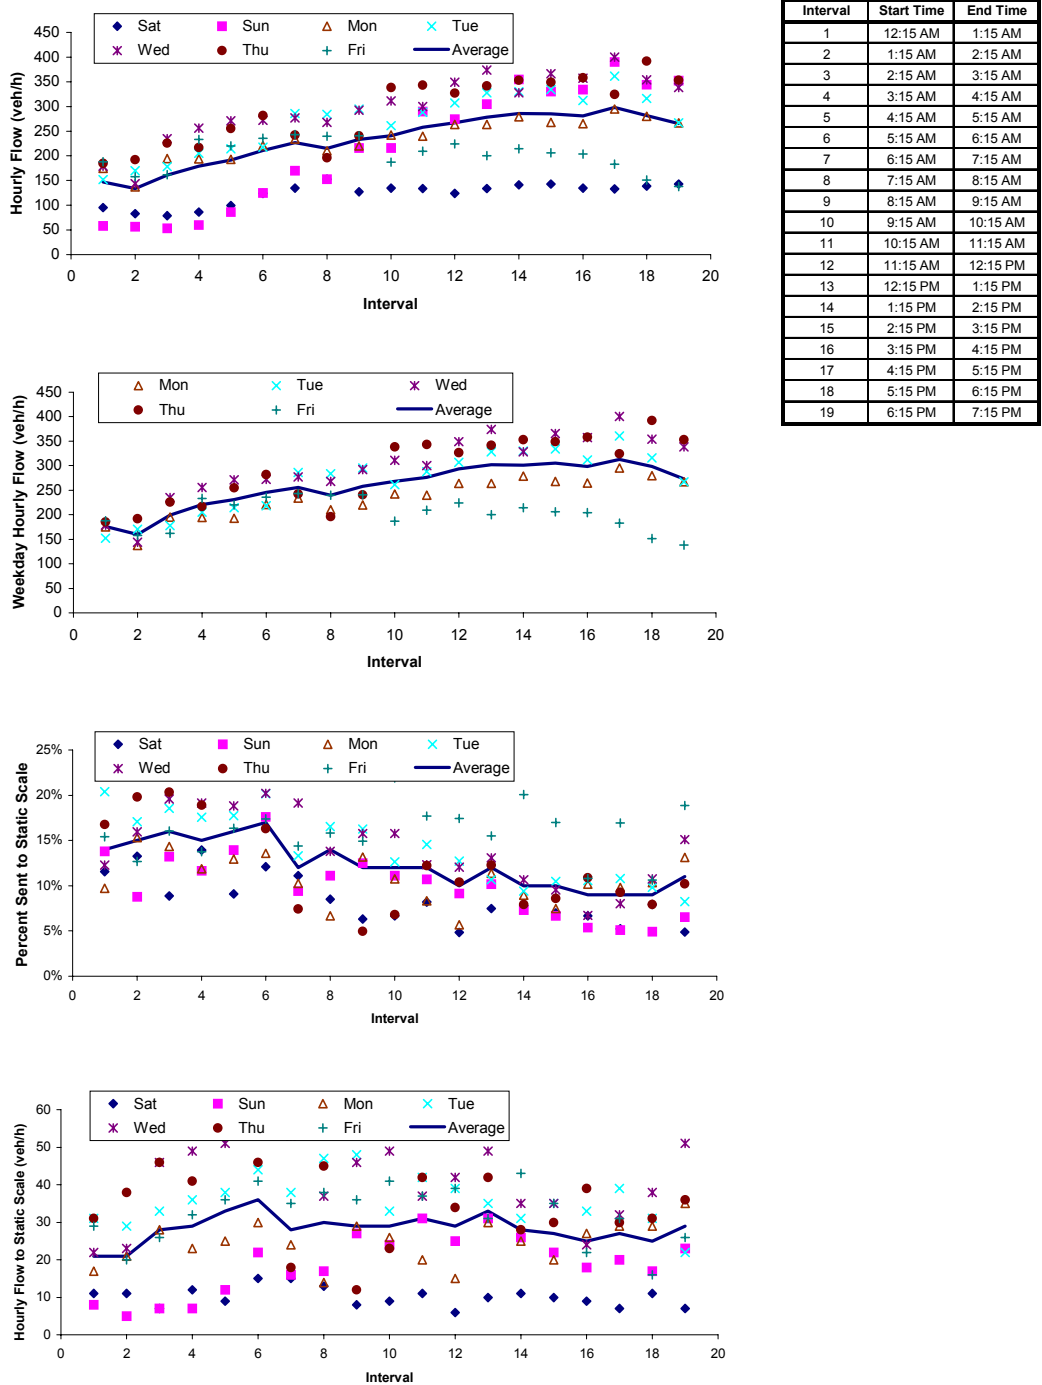 Sat Sun Mon Tue
Wed Thu Fri Average
450
400
350
300
250
200
150
100
50
0
Hourly Flow (veh/h)
0 2 4 6 8 10 12 14 16 18 20
Interval
Interval Start Time End Time
1 12:15 AM 1:15 AM
2 1:15 AM 2:15 AM
3 2:15 AM 3:15 AM
4 3:15 AM 4:15 AM
5 4:15 AM 5:15 AM
6 5:15 AM 6:15 AM
7 6:15 AM 7:15 AM
8 7:15 AM 8:15 AM
9 8:15 AM 9:15 AM
10 9:15 AM 10:15 AM
11 10:15 AM 11:15 AM
12 11:15 AM 12:15 PM
13 12:15 PM 1:15 PM
14 1:15 PM 2:15 PM
15 2:15 PM 3:15 PM
16 3:15 PM 4:15 PM
17 4:15 PM 5:15 PM
18 5:15 PM 6:15 PM
19 6:15 PM 7:15 PM
Mon Tue Wed
Thu Fri Average
450
400
350
300
250
200
150
100
50
0
Weekday Hourly Flow (veh/h)
0 2 4 6 8 10 12 14 16 18 20
Interval
Sat Sun Mon Tue
Wed Thu Fri Average
25%
20%
15%
10%
5%
0%
Percent Sent to Static Scale
0 2 4 6 8 10 12 14 16 18 20
Interval
Sat Sun Mon Tue
Wed Thu Fri Average
60
50
40
30
20
10
0
Hourly Flow to Static Scale (veh/h)
0 2 4 6 8 10 12 14 16 18 20
Interval